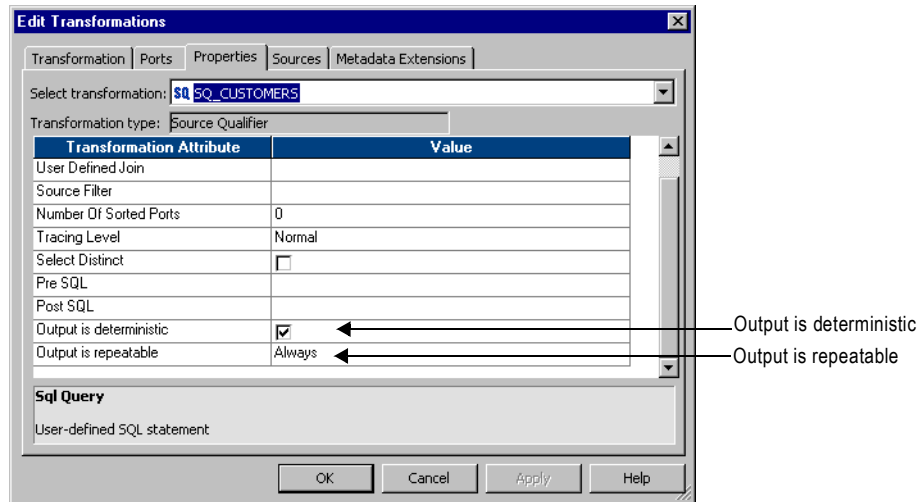 Edit Transformations
Transformation Ports Properties Sources Metadata Extensions
Select transformation: SQ SQ_CUSTOMERS
Transformation type: Source Qualifier
Transformation Attribute Value
User Defined Join
Source Filter
Number Of Sorted Ports 0
Tracing Level Normal
Select Distinct
Pre SQL
Post SQL
Output is deterministic Output is deterministic
Output is repeatable Always Output is repeatable
Sql Query
User-defined SQL statement
OK Cancel Apply Help